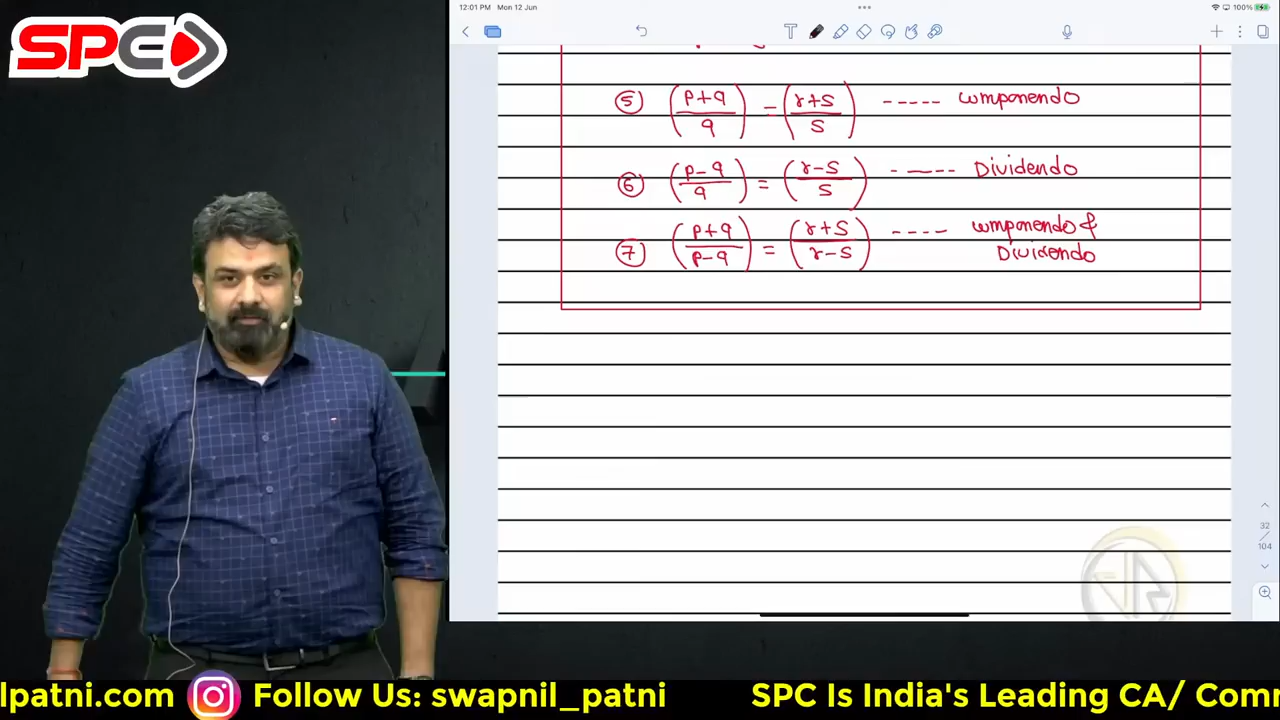 12:01 PM Mon 12 Jun
100%
SPC
5 (p+q/q) = (r+s/s) ----- componendo
6 (p-q/q) = (r-s/s) ----- Dividendo
7 (p+q/p-q) = (r+s/r-s) ---- componendo &
Dividendo
32
104
lpatni.com Follow Us: swapnil_patni SPC Is India's Leading CA/ Com